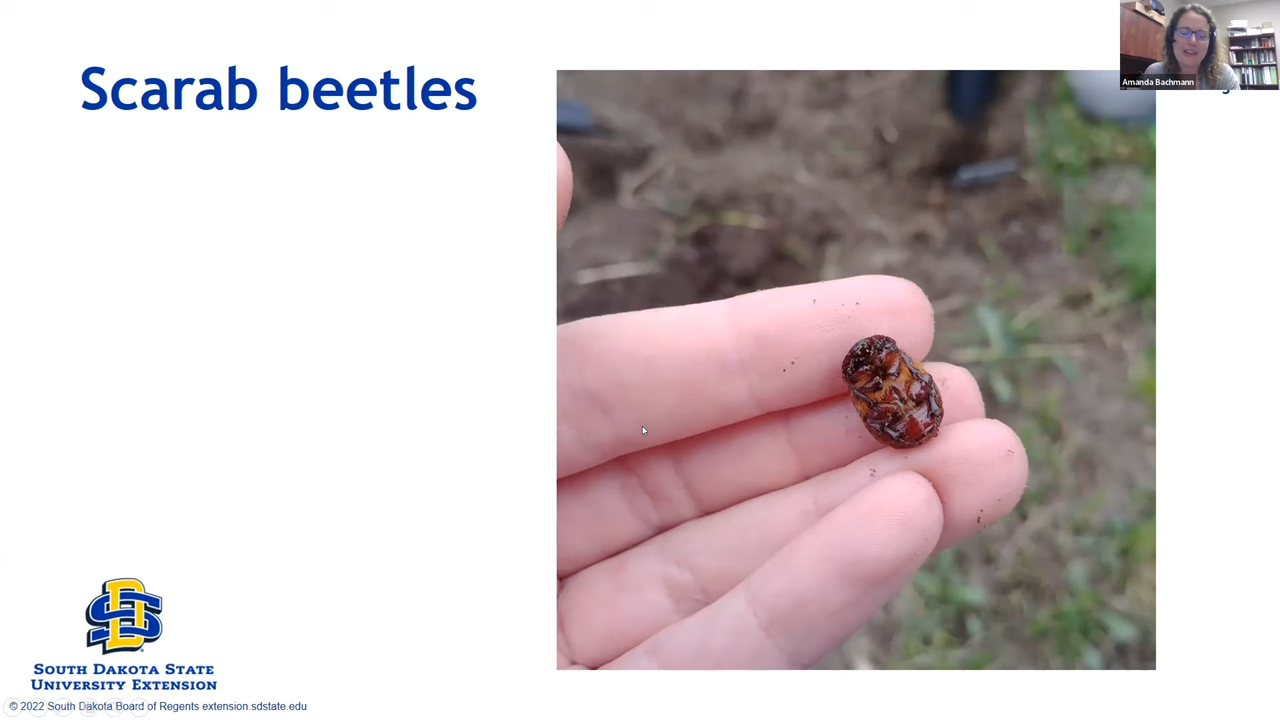 Scarab beetles
Amanda Bachmann
SOUTH DAKOTA STATE
UNIVERSITY EXTENSION
© 2022 South Dakota Board of Regents extension.sdstate.edu